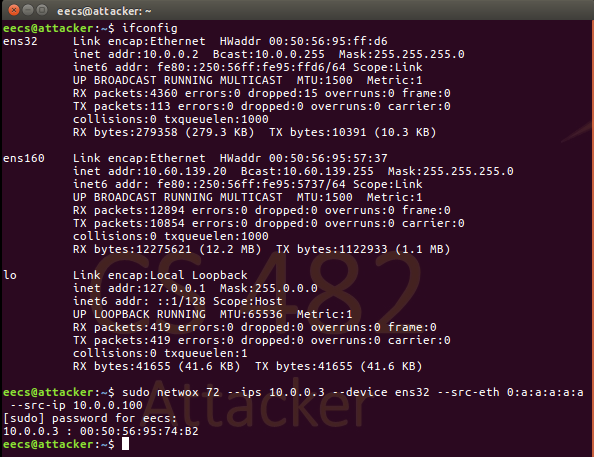 eecs@attacker: ~
eecs@attacker:~$ ifconfig
ens32     Link encap:Ethernet  HWaddr 00:50:56:95:ff:d6
          inet addr:10.0.0.2  Bcast:10.0.0.255  Mask:255.255.255.0
          inet6 addr: fe80::250:56ff:fe95:ffd6/64 Scope:Link
          UP BROADCAST RUNNING MULTICAST  MTU:1500  Metric:1
          RX packets:4360 errors:0 dropped:15 overruns:0 frame:0
          TX packets:113 errors:0 dropped:0 overruns:0 carrier:0
          collisions:0 txqueuelen:1000
          RX bytes:279358 (279.3 KB)  TX bytes:10391 (10.3 KB)
ens160    Link encap:Ethernet  HWaddr 00:50:56:95:57:37
          inet addr:10.60.139.20  Bcast:10.60.139.255  Mask:255.255.255.0
          inet6 addr: fe80::250:56ff:fe95:5737/64 Scope:Link
          UP BROADCAST RUNNING MULTICAST  MTU:1500  Metric:1
          RX packets:12894 errors:0 dropped:0 overruns:0 frame:0
          TX packets:10854 errors:0 dropped:0 overruns:0 carrier:0
          collisions:0 txqueuelen:1000
          RX bytes:12275621 (12.2 MB)  TX bytes:1122933 (1.1 MB)
lo        Link encap:Local Loopback
          inet addr:127.0.0.1  Mask:255.0.0.0
          inet6 addr: ::1/128 Scope:Host
          UP LOOPBACK RUNNING  MTU:65536  Metric:1
          RX packets:419 errors:0 dropped:0 overruns:0 frame:0
          TX packets:419 errors:0 dropped:0 overruns:0 carrier:0
          collisions:0 txqueuelen:1
          RX bytes:41655 (41.6 KB)  TX bytes:41655 (41.6 KB)
eecs@attacker:~$ sudo netwox 72 --ips 10.0.0.3 --device ens32 --src-eth 0:a:a:a:a:a
 --src-ip 10.0.0.100
[sudo] password for eecs:
10.0.0.3 : 00:50:56:95:74:B2
eecs@attacker:~$
CS 482
Attacker